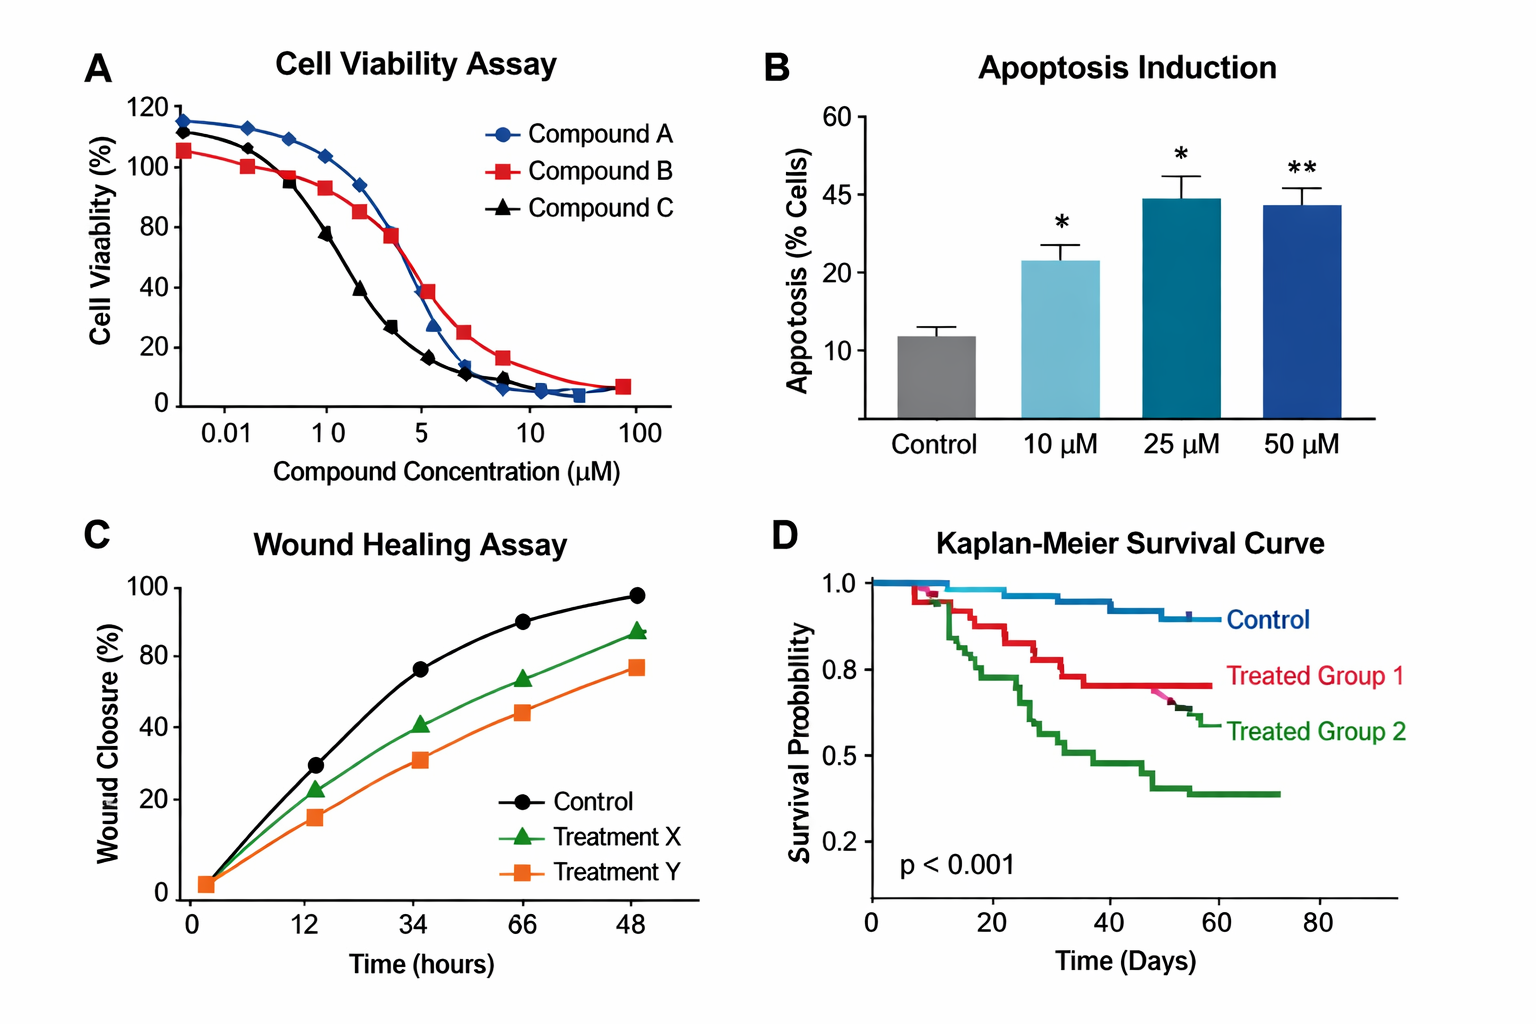 A
Cell Viability Assay
Cell Viaablity (%)
120
100
80
40
20
0
Compound A
Compound B
Compound C
0.01
1 0
5
10
100
Compound Concentration (µM)
B
Apoptosis Induction
Appotosis (% Cells)
60
45
20
10
*
*
**
Control
10 µM
25 µM
50 µM
C
Wound Healing Assay
Wound Cloosure (%)
100
80
40
20
0
Control
Treatment X
Treatment Y
0
12
34
66
48
Time (hours)
D
Kaplan-Meier Survival Curve
Survival Proobibility
1.0
0.8
0.5
0.2
Control
Treated Group 1
Treated Group 2
p < 0.001
0
20
40
60
80
Time (Days)